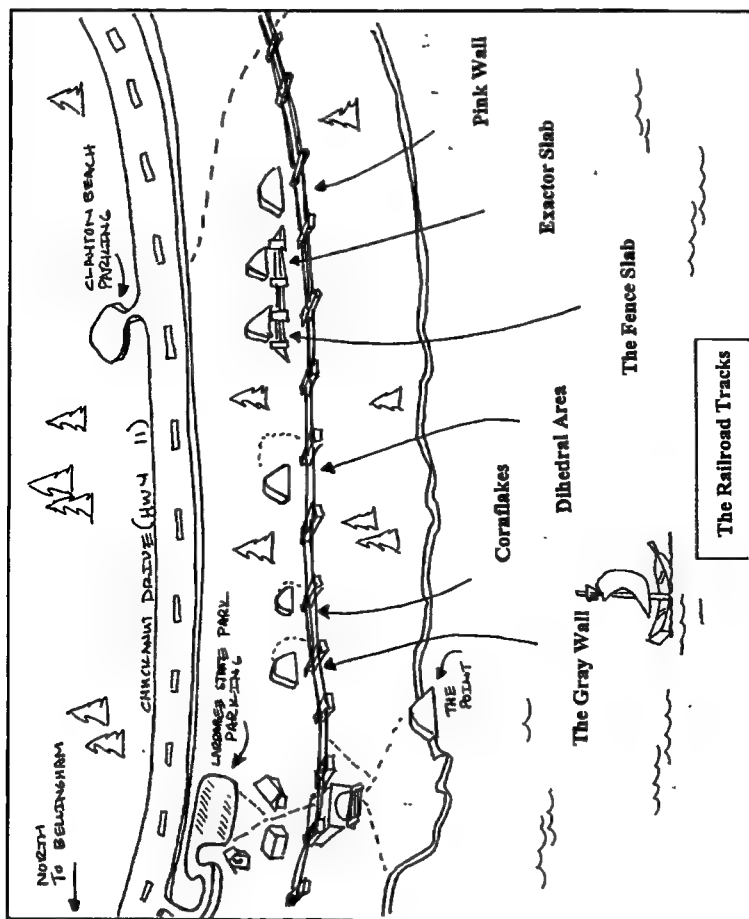 NORTH
TO BELLINGHAM
CHUCKANUT DRIVE (HWY 11)
CLAYTON BEACH
PARKING
LARRABEE STATE PARK
PARKING
THE
POINT
The Gray Wall
Cornflakes
Dihedral Area
The Fence Slab
Exactor Slab
Pink Wall
The Railroad Tracks